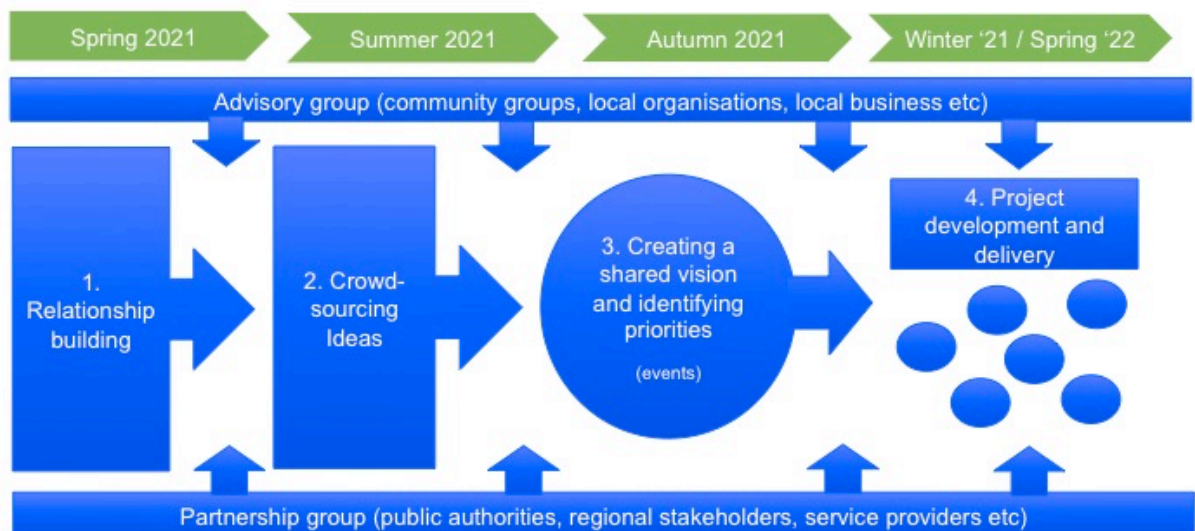 Spring 2021
Summer 2021
Autumn 2021
Winter ‘21 / Spring ‘22
Advisory group (community groups, local organisations, local business etc)
1.
Relationship
building
2. Crowd-
sourcing
Ideas
3. Creating a
shared vision
and identifying
priorities
(events)
4. Project
development and
delivery
Partnership group (public authorities, regional stakeholders, service providers etc)